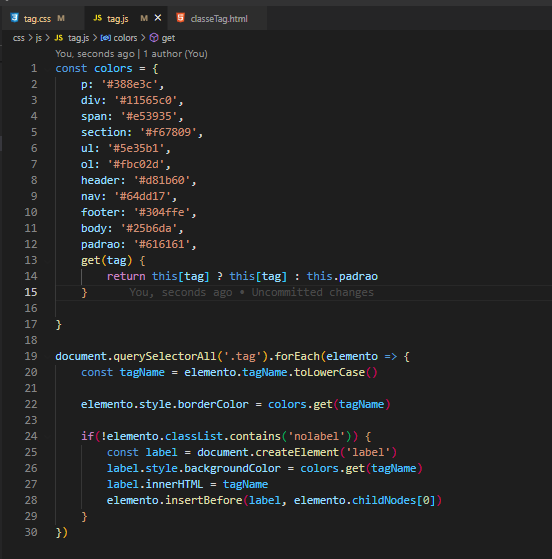 tag.css M JS tag.js M × classeTag.html
css > js > JS tag.js > colors > get
You, seconds ago | 1 author (You)
1 const colors = {
2 p: '#388e3c',
3 div: '#11565c0',
4 span: '#e53935',
5 section: '#f67809',
6 ul: '#5e35b1',
7 ol: '#fbc02d',
8 header: '#d81b60',
9 nav: '#64dd17',
10 footer: '#304ffe',
11 body: '#25b6da',
12 padrao: '#616161',
13 get(tag) {
14 return this[tag] ? this[tag] : this.padrao
15 } You, seconds ago • Uncommitted changes
16
17 }
18
19 document.querySelectorAll('.tag').forEach(elemento => {
20 const tagName = elemento.tagName.toLowerCase()
21
22 elemento.style.borderColor = colors.get(tagName)
23
24 if(!elemento.classList.contains('nolabel')) {
25 const label = document.createElement('label')
26 label.style.backgroundColor = colors.get(tagName)
27 label.innerHTML = tagName
28 elemento.insertBefore(label, elemento.childNodes[0])
29 }
30 })